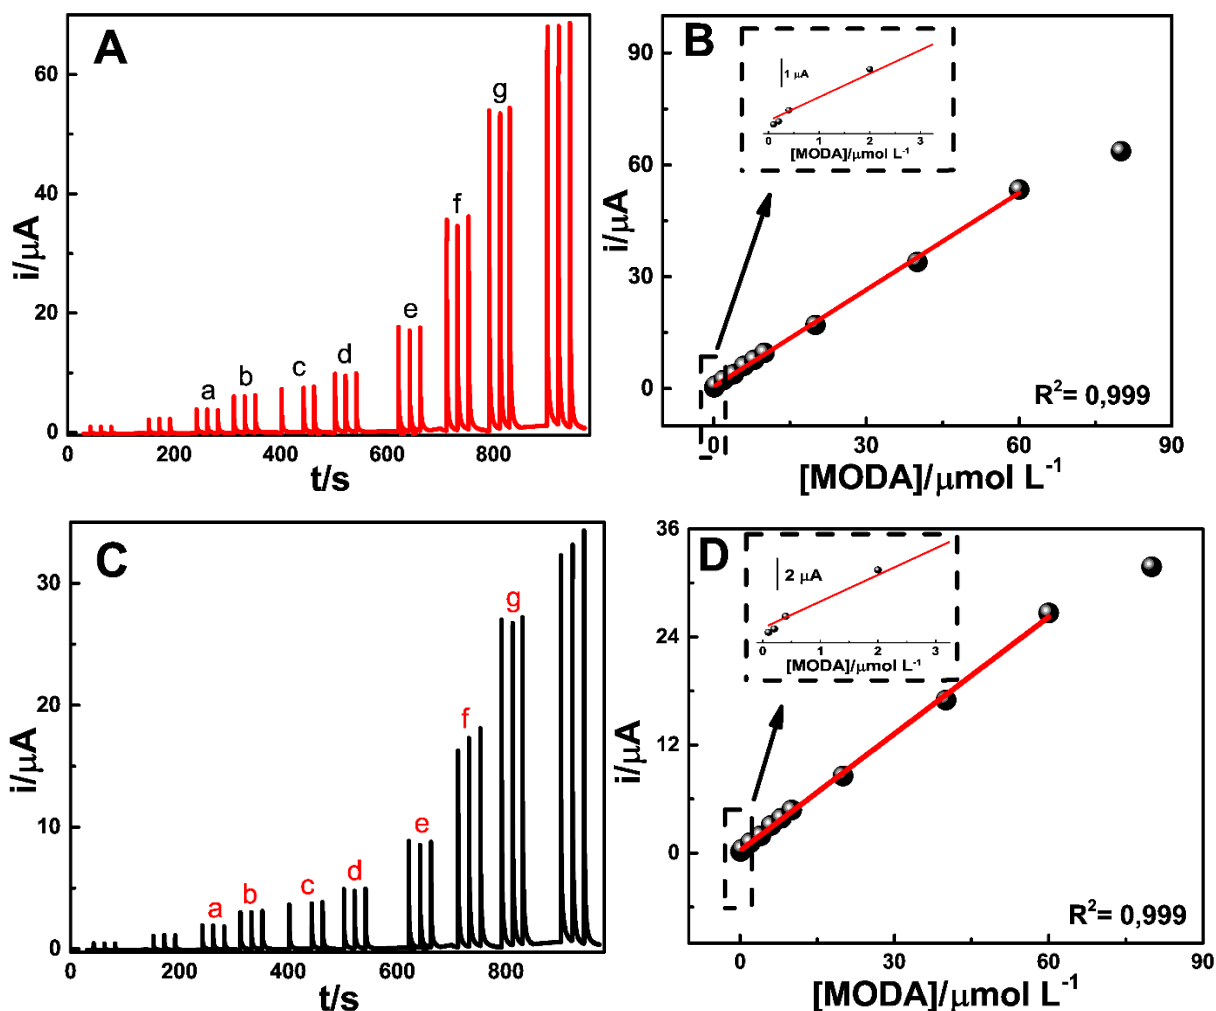 A
60
40
20
0
i/µA
a
b
c
d
e
f
g
0 200 400 600 800
t/s
B
90
60
30
0
i/µA
1 µA
0 1 2 3
[MODA]/µmol L-1
R2= 0,999
0 30 60 90
[MODA]/µmol L-1
C
30
20
10
0
i/µA
a
b
c
d
e
f
g
0 200 400 600 800
t/s
D
36
24
12
0
i/µA
2 µA
0 1 2 3
[MODA]/µmol L-1
R2= 0,999
0 30 60 90
[MODA]/µmol L-1